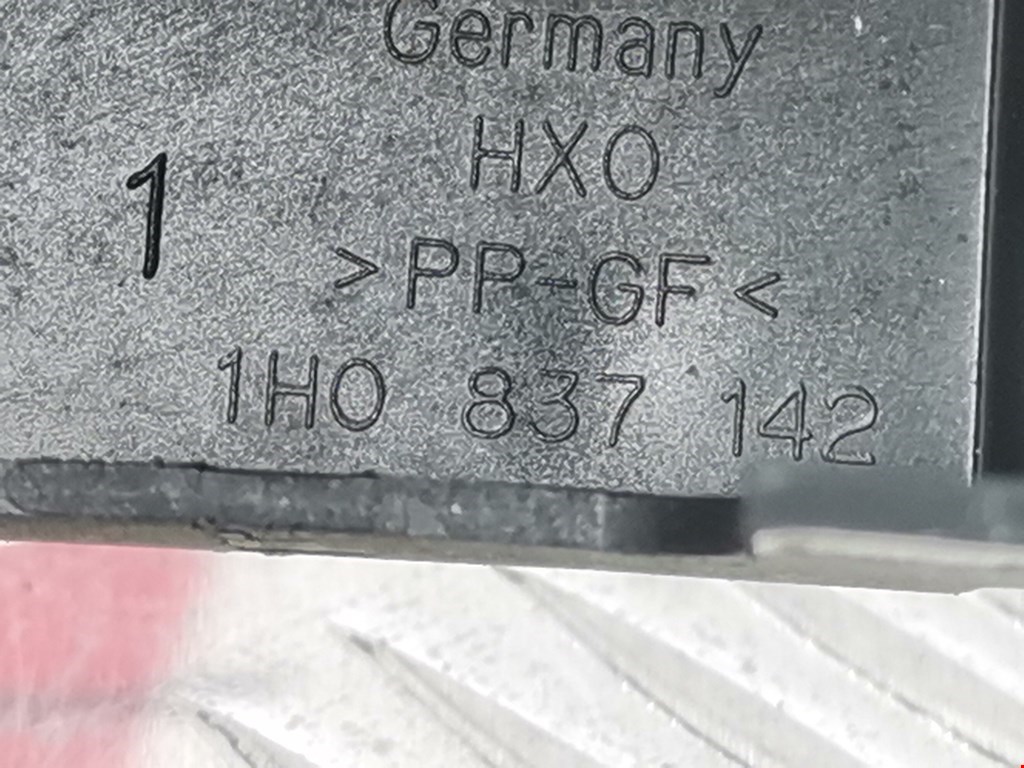 Germany
HXO
1
>PP-GF<
1H0 837 142